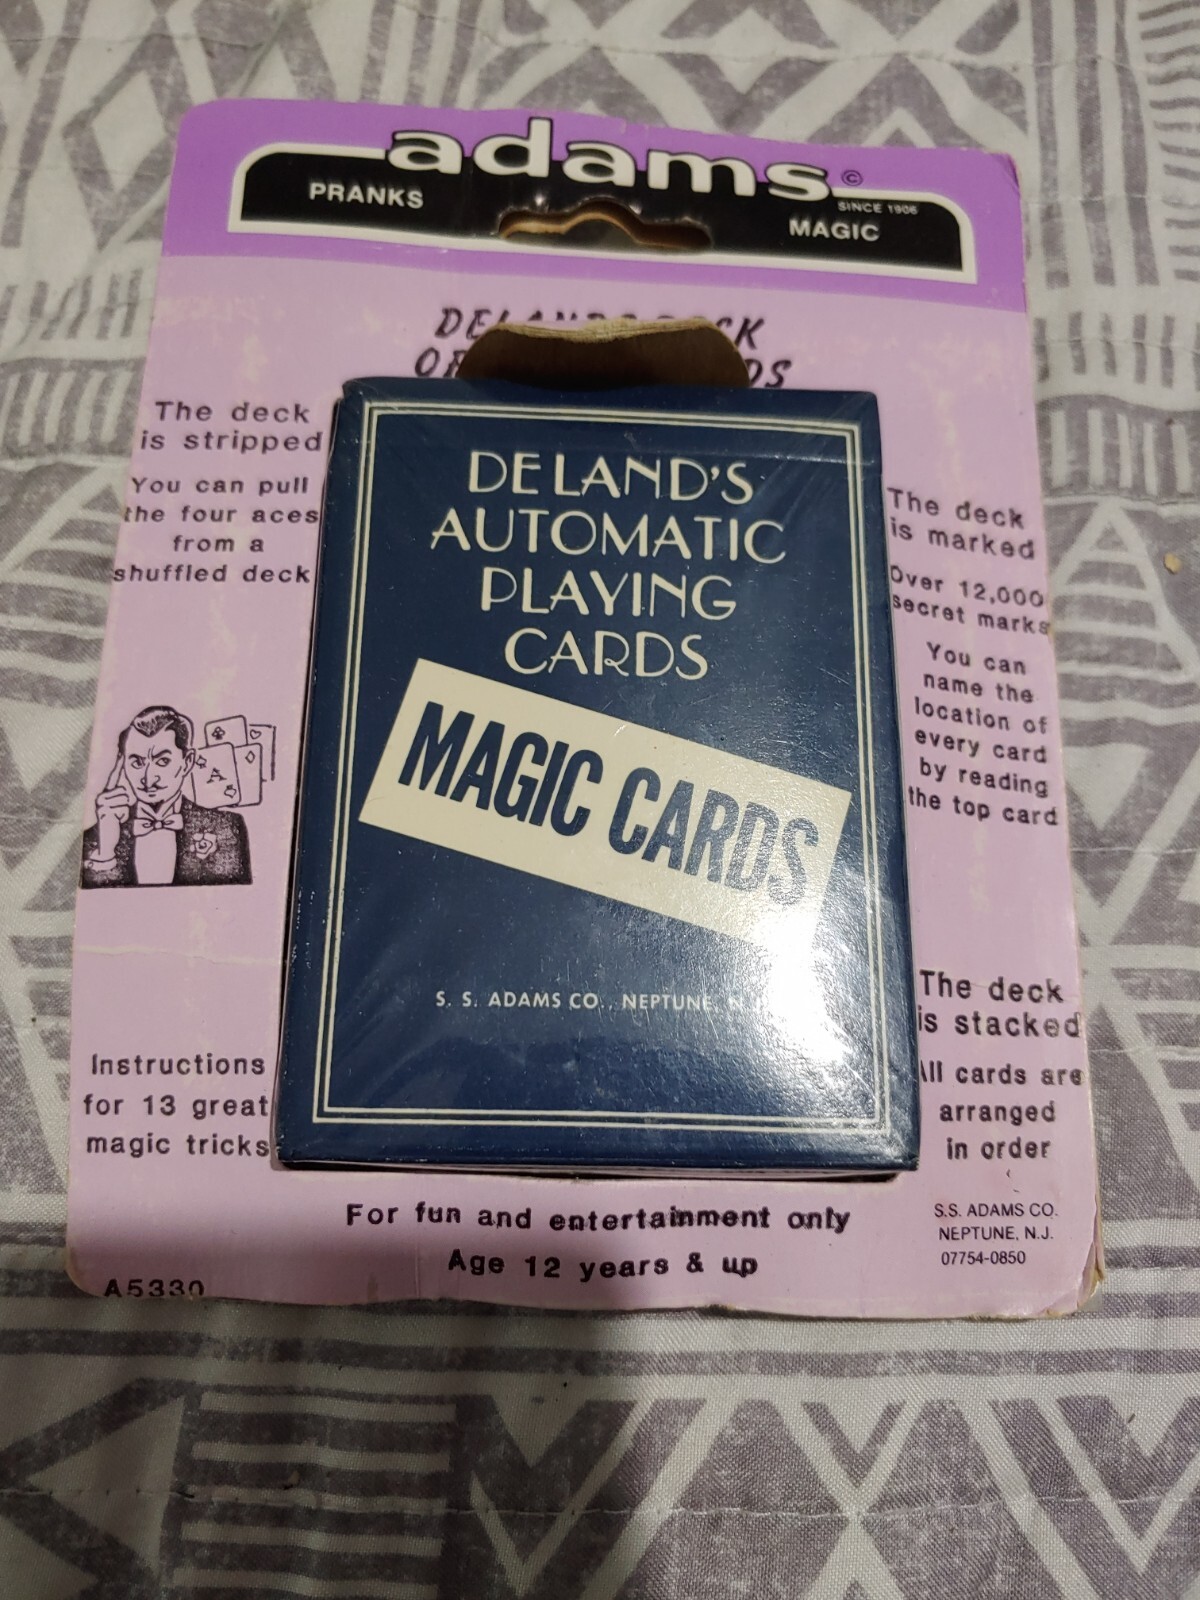 adams©
SINCE 1906
PRANKS
MAGIC
DELAND'S DECK
OF
The deck
is stripped
You can pull
the four aces
from a
shuffled deck
DELAND'S
AUTOMATIC
PLAYING
CARDS
MAGIC CARDS
S. S. ADAMS CO., NEPTUNE, N.
The deck
is marked
Over 12,000
secret marks
You can
name the
location of
every card
by reading
the top card
The deck
is stacked
All cards are
arranged
in order
Instructions
for 13 great
magic tricks
For fun and entertainment only
Age 12 years & up
S.S. ADAMS CO.
NEPTUNE, N.J.
07754-0850
A5330